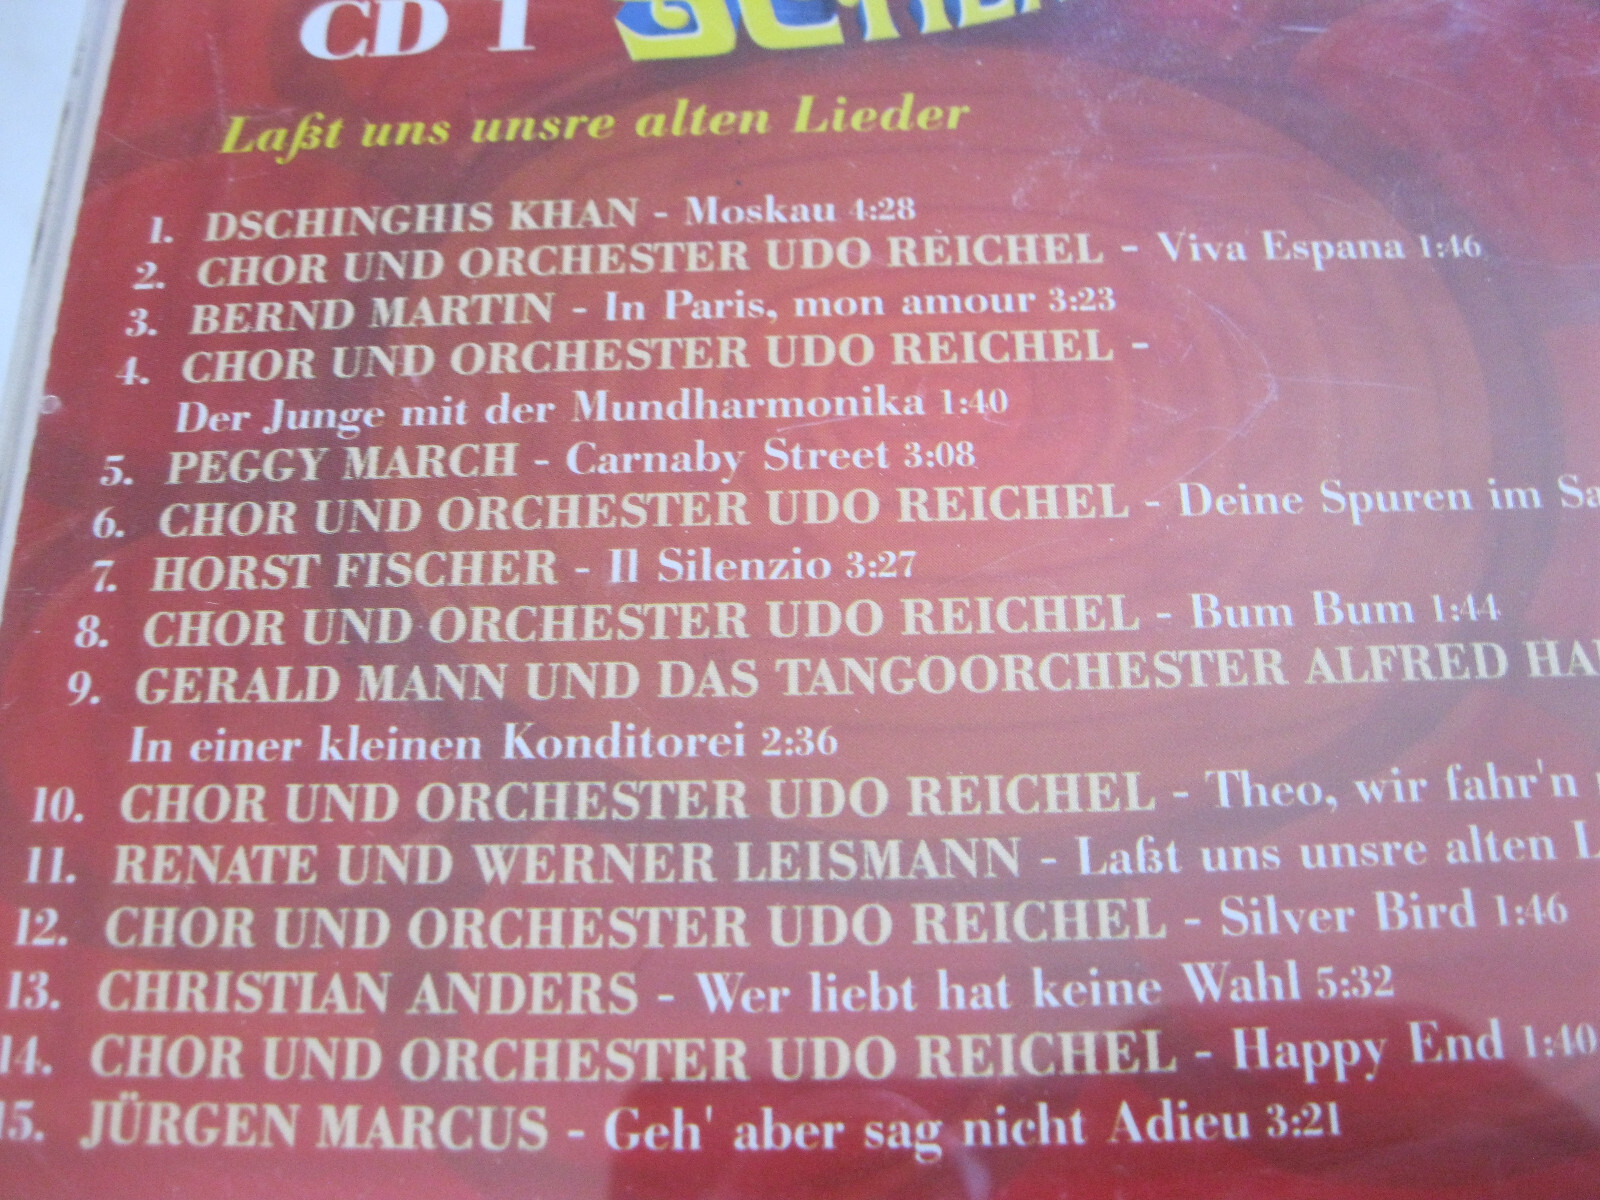 CD 1
Laßt uns unsre alten Lieder
1. DSCHINGHIS KHAN - Moskau 4:28
2. CHOR UND ORCHESTER UDO REICHEL - Viva Espana 1:46
3. BERND MARTIN - In Paris, mon amour 3:23
4. CHOR UND ORCHESTER UDO REICHEL -
Der Junge mit der Mundharmonika 1:40
5. PEGGY MARCH - Carnaby Street 3:08
6. CHOR UND ORCHESTER UDO REICHEL - Deine Spuren im
7. HORST FISCHER - Il Silenzio 3:27
8. CHOR UND ORCHESTER UDO REICHEL - Bum Bum 1:44
9. GERALD MANN UND DAS TANGOORCHESTER ALFRED
In einer kleinen Konditorei 2:36
10. CHOR UND ORCHESTER UDO REICHEL - Theo, wir fahr'n
11. RENATE UND WERNER LEISMANN - Laßt uns unsre alten
12. CHOR UND ORCHESTER UDO REICHEL - Silver Bird 1:46
13. CHRISTIAN ANDERS - Wer liebt hat keine Wahl 5:32
14. CHOR UND ORCHESTER UDO REICHEL - Happy End 1:40
15. JÜRGEN MARCUS - Geh' aber sag nicht Adieu 3:21